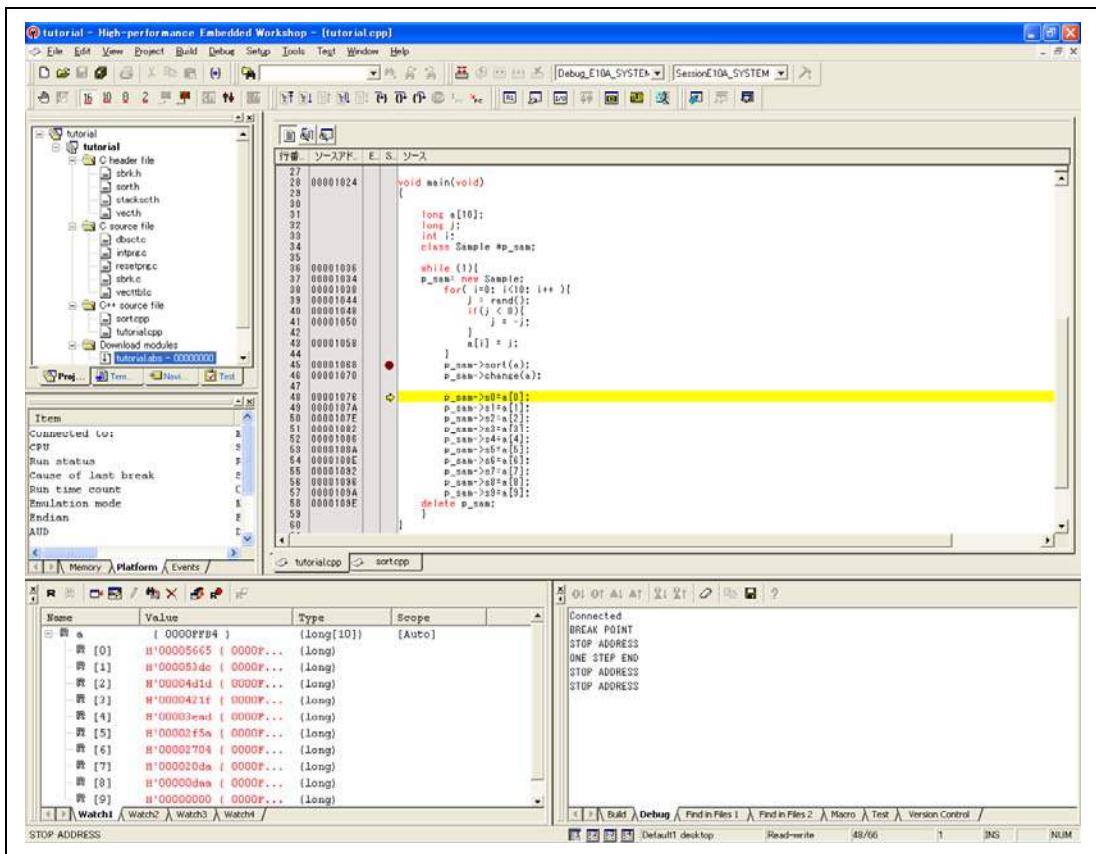 tutorial - High-performance Embedded Workshop - [tutorial.cpp]
File Edit View Project Build Debug Setup Tools Test Window Help
Debug_E10A_SYSTEM SessionE10A_SYSTEM
tutorial
tutorial
C header file
sbrk.h
sort.h
stacksct.h
vect.h
C source file
dbsct.c
intprg.c
resetprg.c
sbrk.c
vecttbl.c
C++ source file
sort.cpp
tutorial.cpp
Download modules
tutorial.abs - 00000000
Proj... Tem... Navi... Test
Item
Connected to:
CPU
Run status
Cause of last break
Run time count
Emulation mode
Endian
AUD
Memory Platform Events
行番... ソースアド... E... S... ソース
27
28 00001024 void main(void)
29 {
30
31 long a[10];
32 long j;
33 int i;
34 class Sample *p_sam;
35
36 00001036 while (1){
37 00001034 p_sam= new Sample;
38 00001038 for( i=0; i<10; i++ ){
39 00001044 j = rand();
40 00001048 if(j < 0){
41 00001050 j = -j;
42 }
43 00001058 a[i] = j;
44 }
45 00001068 p_sam->sort(a);
46 00001070 p_sam->change(a);
47
48 00001076 p_sam->s0=a[0];
49 0000107A p_sam->s1=a[1];
50 0000107E p_sam->s2=a[2];
51 00001082 p_sam->s3=a[3];
52 00001086 p_sam->s4=a[4];
53 0000108A p_sam->s5=a[5];
54 0000108E p_sam->s6=a[6];
55 00001092 p_sam->s7=a[7];
56 00001096 p_sam->s8=a[8];
57 0000109A p_sam->s9=a[9];
58 0000109E delete p_sam;
59 }
60 }
tutorial.cpp sort.cpp
Name Value Type Scope
a { 0000FFB4 } (long[10]) [Auto]
[0] H'00005665 { 0000F... (long)
[1] H'000053dc { 0000F... (long)
[2] H'00004d1d { 0000F... (long)
[3] H'0000421f { 0000F... (long)
[4] H'00003ead { 0000F... (long)
[5] H'00002f5a { 0000F... (long)
[6] H'00002704 { 0000F... (long)
[7] H'000020da { 0000F... (long)
[8] H'00000daa { 0000F... (long)
[9] H'00000000 { 0000F... (long)
Watch1 Watch2 Watch3 Watch4
Connected
BREAK POINT
STOP ADDRESS
ONE STEP END
STOP ADDRESS
STOP ADDRESS
Build Debug Find in Files 1 Find in Files 2 Macro Test Version Control
STOP ADDRESS Default1 desktop Read-write 48/66 1 INS NUM